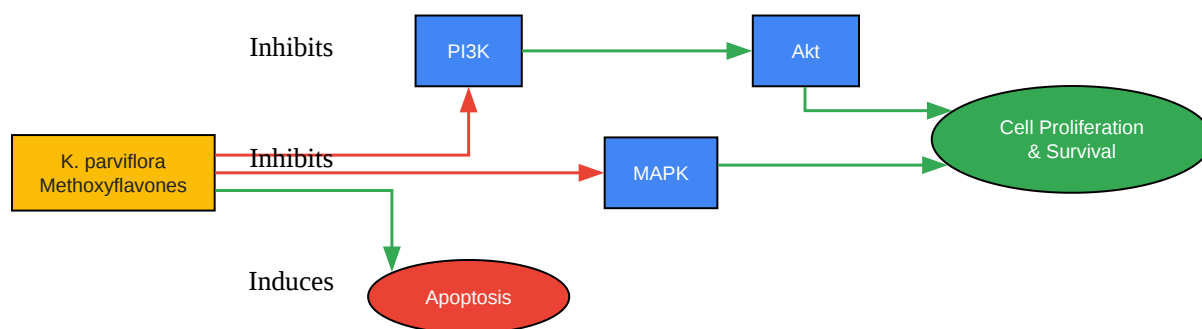 Inhibits
PI3K
Akt
Cell Proliferation
& Survival
K. parviflora
Methoxyflavones
Inhibits
MAPK
Induces
Apoptosis